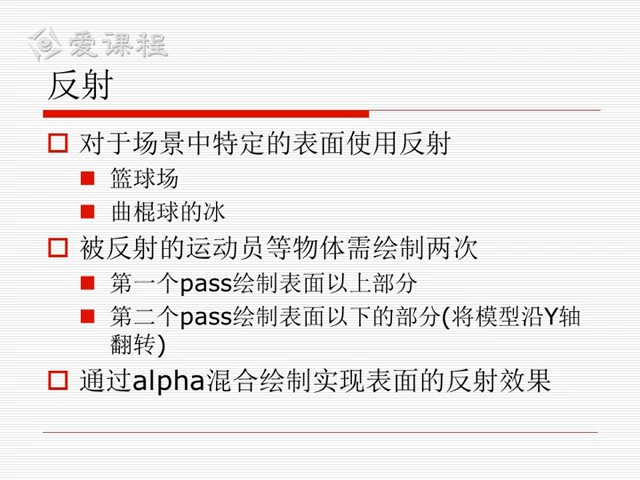 爱课程
反射
对于场景中特定的表面使用反射
篮球场
曲棍球的冰
被反射的运动员等物体需绘制两次
第一个pass绘制表面以上部分
第二个pass绘制表面以下的部分(将模型沿Y轴
翻转)
通过alpha混合绘制实现表面的反射效果